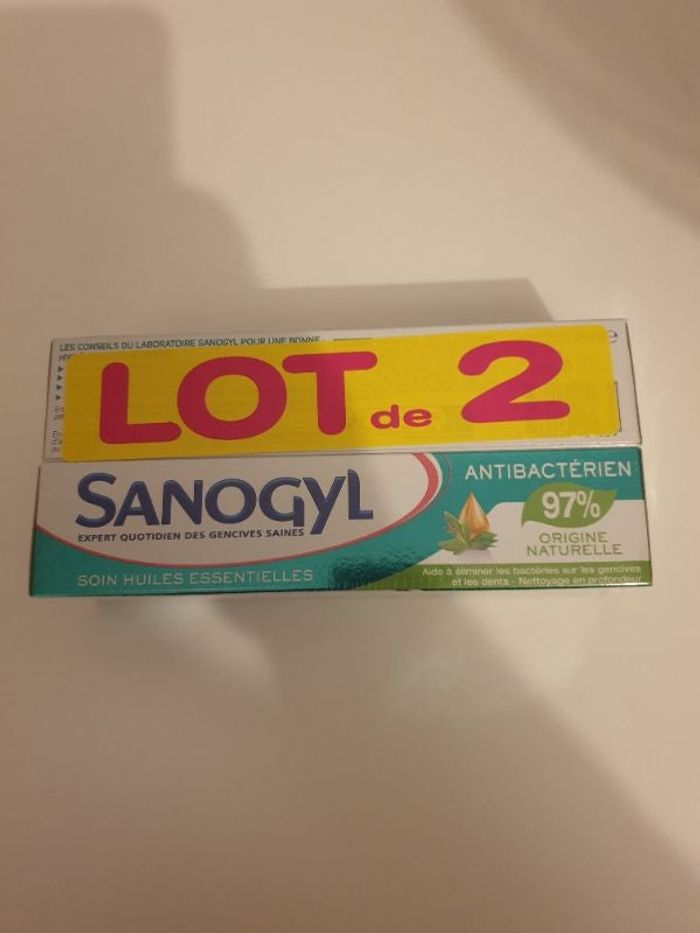 LES CONSEILS DU LABORATOIRE SANOGYL POUR UNE BONNE
LOT de 2
SANOGYL
EXPERT QUOTIDIEN DES GENCIVES SAINES
SOIN HUILES ESSENTIELLES
ANTIBACTÉRIEN
97%
ORIGINE
NATURELLE
Aide à éliminer les bactéries sur les gencives
et les dents - Nettoyage en profondeur